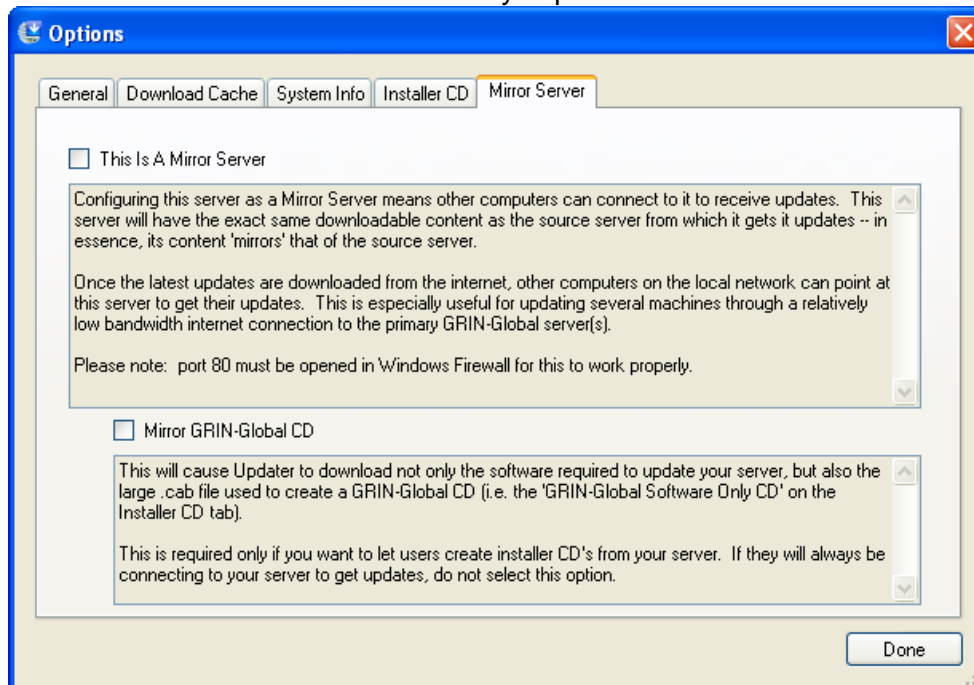 Options
General Download Cache System Info Installer CD Mirror Server
This Is A Mirror Server
Configuring this server as a Mirror Server means other computers can connect to it to receive updates.  This
server will have the exact same downloadable content as the source server from which it gets it updates -- in
essence, its content 'mirrors' that of the source server.
Once the latest updates are downloaded from the internet, other computers on the local network can point at
this server to get their updates.  This is especially useful for updating several machines through a relatively
low bandwidth internet connection to the primary GRIN-Global server(s).
Please note:  port 80 must be opened in Windows Firewall for this to work properly.
Mirror GRIN-Global CD
This will cause Updater to download not only the software required to update your server, but also the
large .cab file used to create a GRIN-Global CD (i.e. the 'GRIN-Global Software Only CD' on the
Installer CD tab).
This is required only if you want to let users create installer CD's from your server.  If they will always be
connecting to your server to get updates, do not select this option.
Done